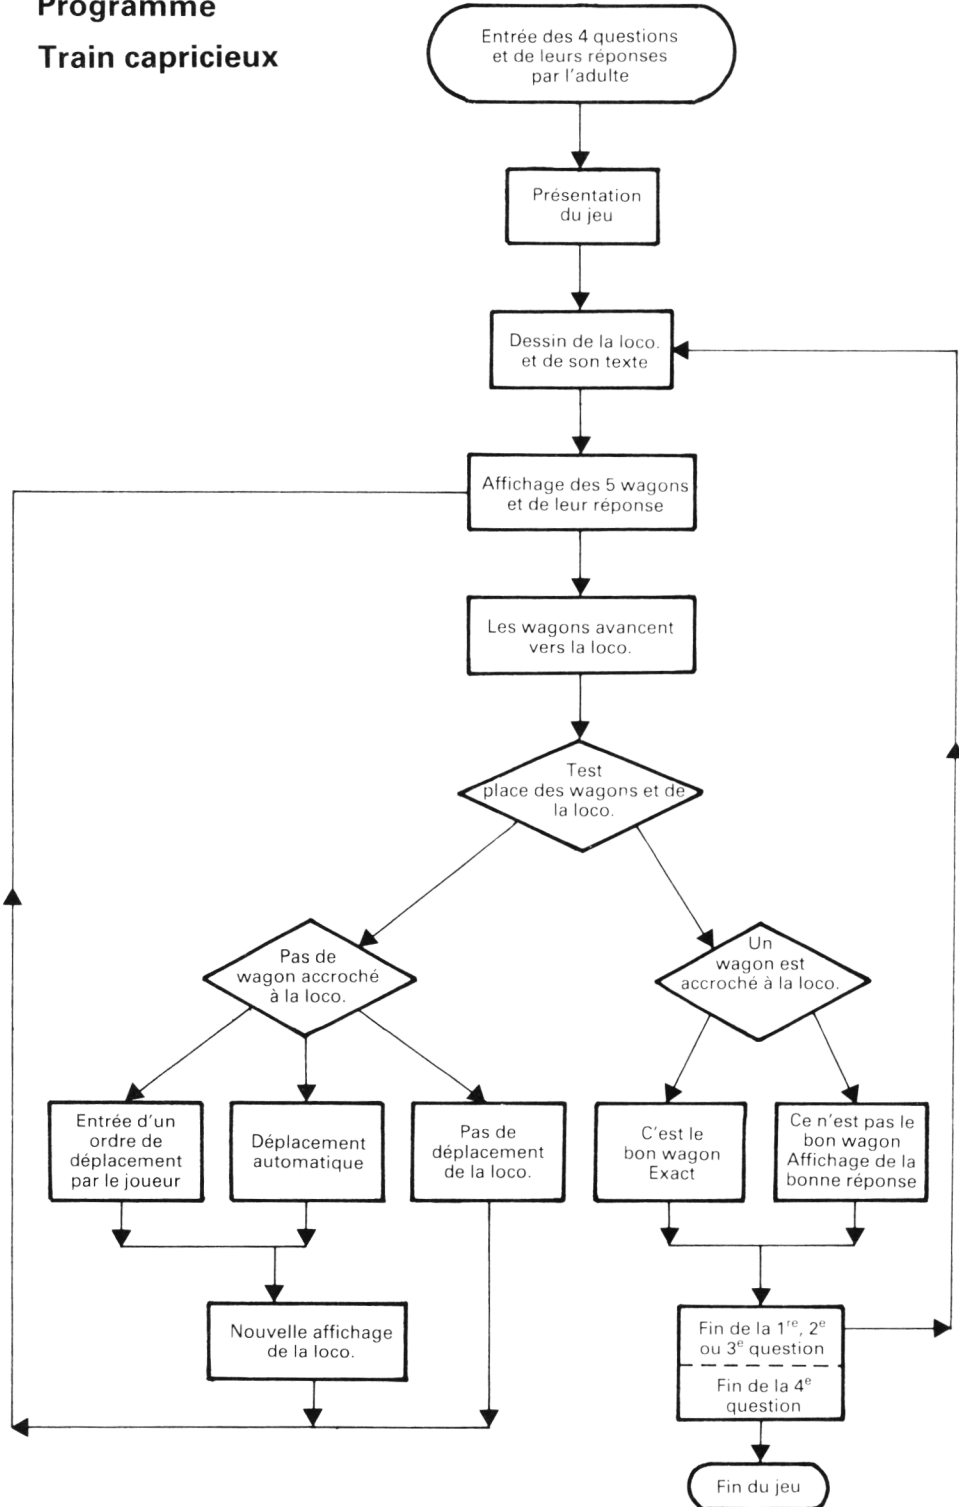 Programme
Train capricieux
Entrée des 4 questions
et de leurs réponses
par l'adulte
Présentation
du jeu
Dessin de la loco.
et de son texte
Affichage des 5 wagons
et de leur réponse
Les wagons avancent
vers la loco.
Test
place des wagons et de
la loco.
Pas de
wagon accroché
à la loco.
Un
wagon est
accroché à la loco.
Entrée d'un
ordre de
déplacement
par le joueur
Déplacement
automatique
Pas de
déplacement
de la loco.
C'est le
bon wagon
Exact
Ce n'est pas le
bon wagon
Affichage de la
bonne réponse
Nouvelle affichage
de la loco.
Fin de la 1re, 2e
ou 3e question
Fin de la 4e
question
Fin du jeu